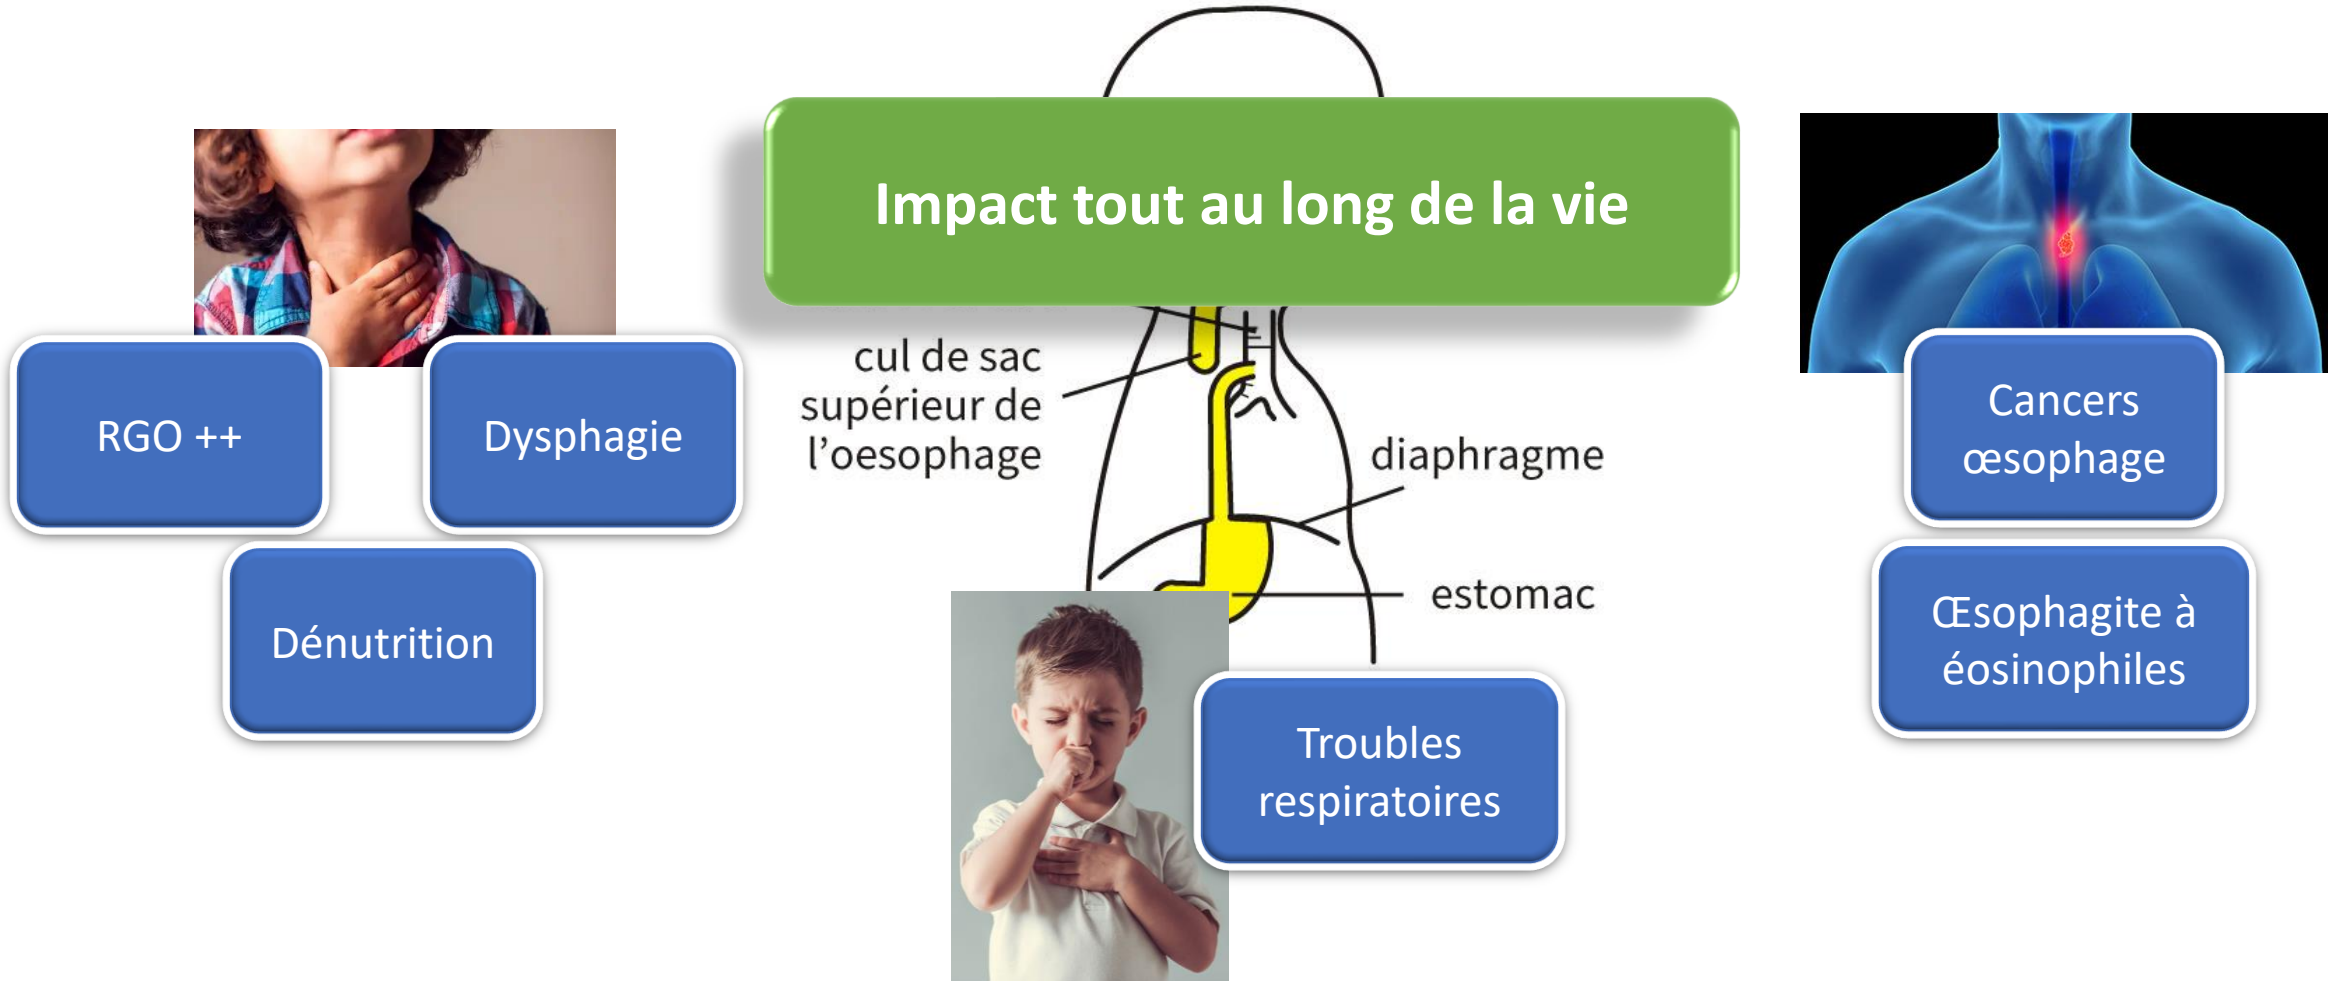 Impact tout au long de la vie
RGO ++
Dysphagie
Dénutrition
cul de sac
supérieur de
l'oesophage
diaphragme
estomac
Troubles
respiratoires
Cancers
œsophage
Œsophagite à
éosinophiles